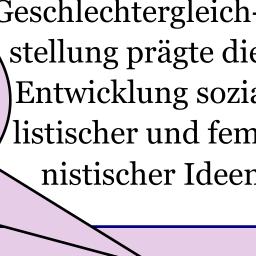 Geschlechtergleich-
stellung prägte die
Entwicklung sozia
listischer und fem
nistischer Ideen